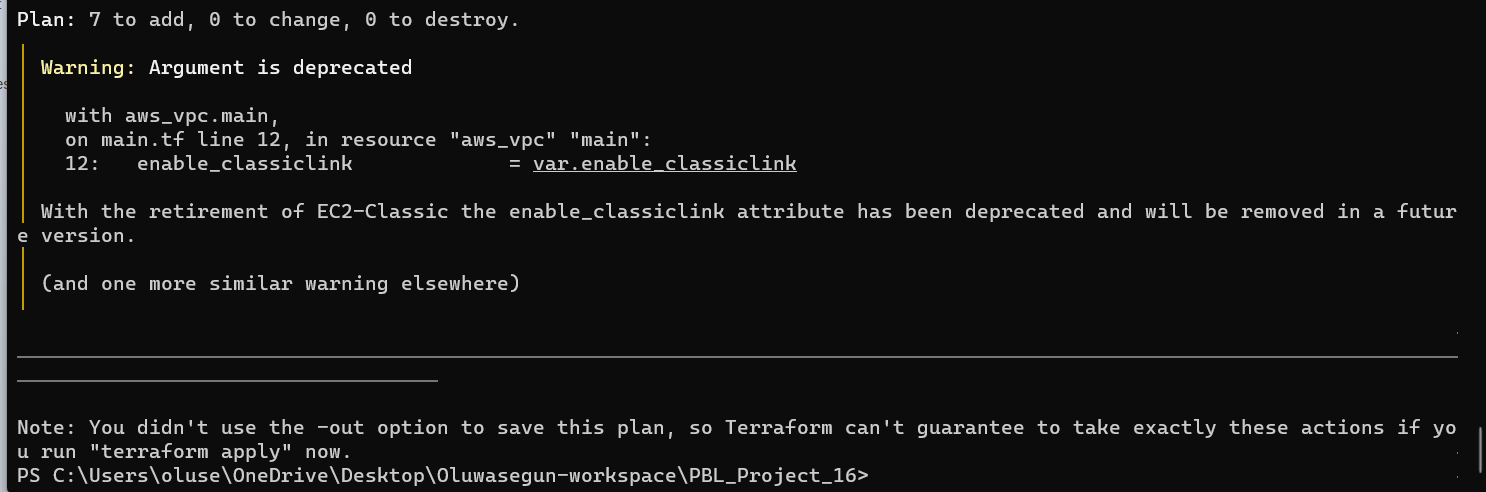 Plan: 7 to add, 0 to change, 0 to destroy.
Warning: Argument is deprecated
with aws_vpc.main,
on main.tf line 12, in resource "aws_vpc" "main":
12:   enable_classiclink             = var.enable_classiclink
With the retirement of EC2-Classic the enable_classiclink attribute has been deprecated and will be removed in a futur
e version.
(and one more similar warning elsewhere)
Note: You didn't use the -out option to save this plan, so Terraform can't guarantee to take exactly these actions if yo
u run "terraform apply" now.
PS C:\Users\oluse\OneDrive\Desktop\Oluwasegun-workspace\PBL_Project_16>